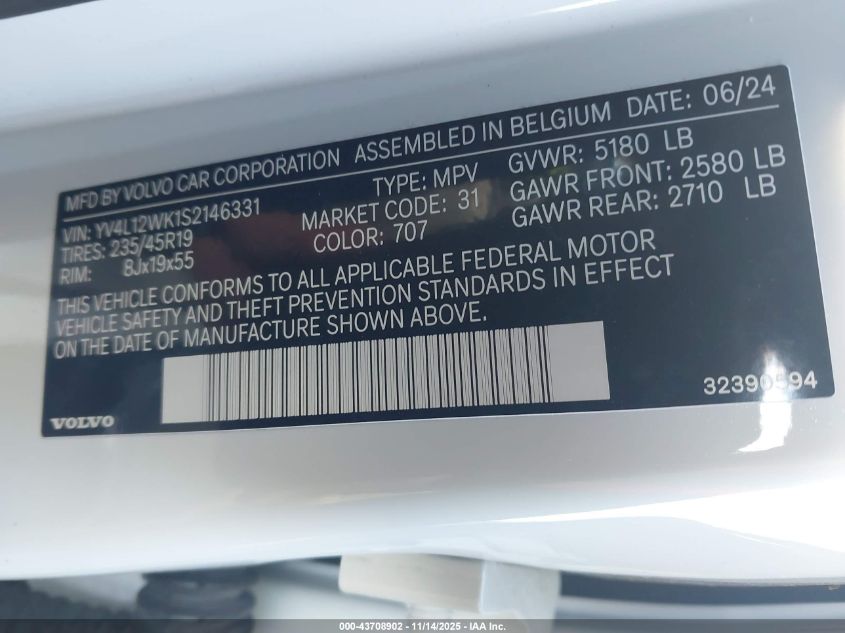 MFD BY VOLVO CAR CORPORATION ASSEMBLED IN BELGIUM DATE: 06/24
VIN: YV4L12WK1S2146331 TYPE: MPV GVWR: 5180 LB
TIRES: 235/45R19 MARKET CODE: 31 GAWR FRONT: 2580 LB
RIM: 8Jx19x55 COLOR: 707 GAWR REAR: 2710 LB
THIS VEHICLE CONFORMS TO ALL APPLICABLE FEDERAL MOTOR
VEHICLE SAFETY AND THEFT PREVENTION STANDARDS IN EFFECT
ON THE DATE OF MANUFACTURE SHOWN ABOVE.
VOLVO 32390594
000-43708902 - 11/14/2025 - IAA Inc.